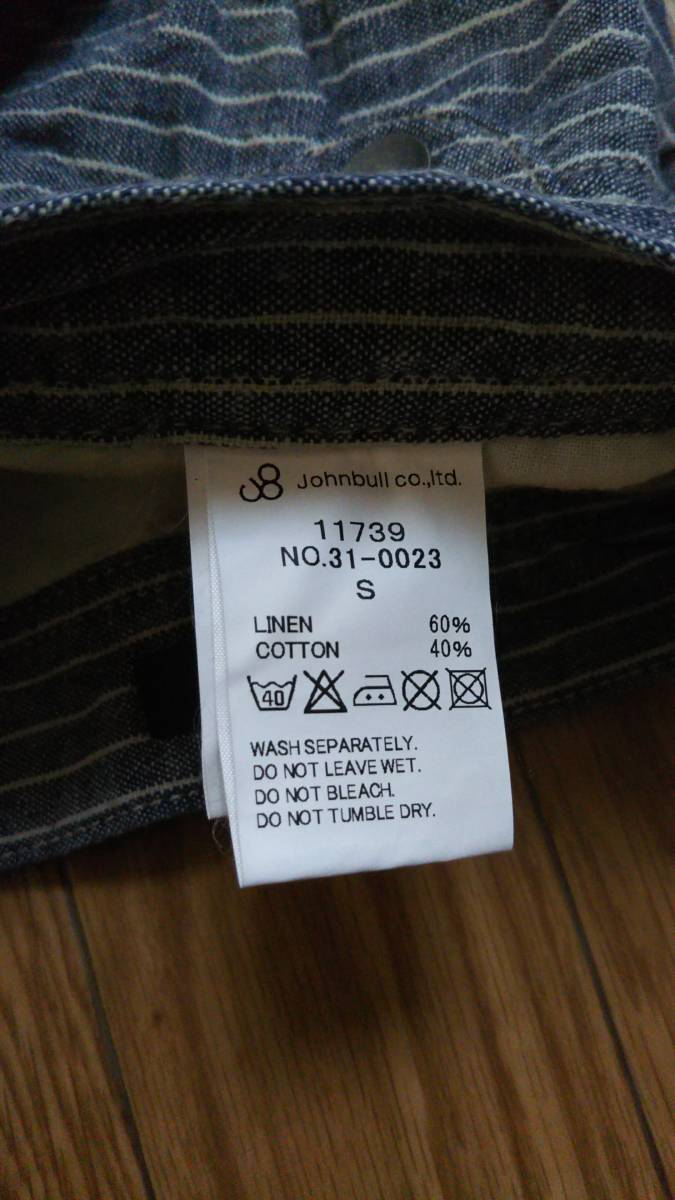 Johnbull co.,ltd.
11739
NO.31-0023
S
LINEN 60%
COTTON 40%
40
WASH SEPARATELY.
DO NOT LEAVE WET.
DO NOT BLEACH.
DO NOT TUMBLE DRY.